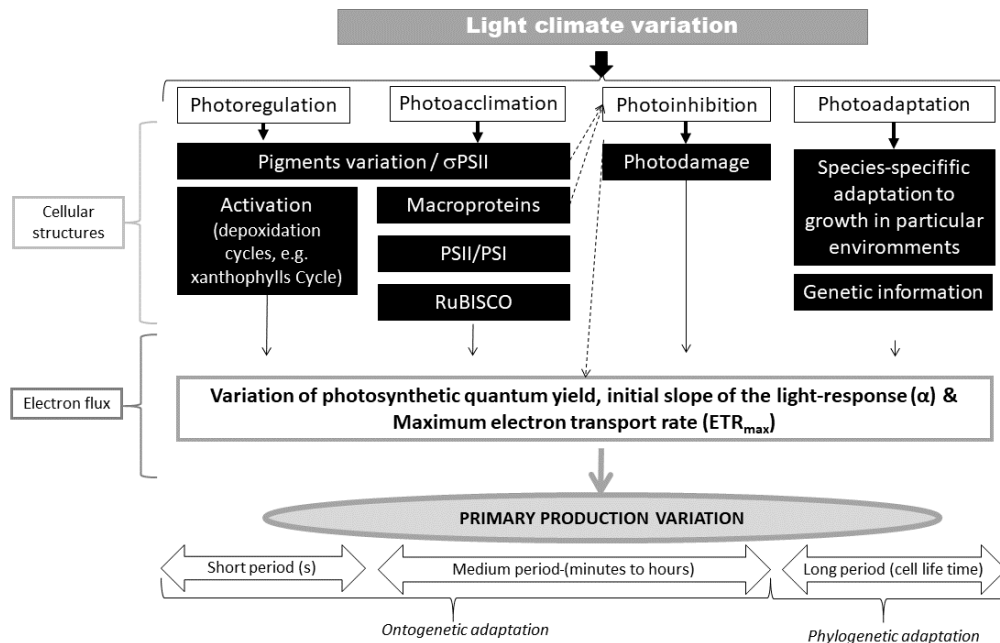 Light climate variation
Photoregulation
Photoacclimation
Photoinhibition
Photoadaptation
Pigments variation / σPSII
Photodamage
Cellular
structures
Activation
(depoxidation
cycles, e.g.
xanthophylls Cycle)
Macroproteins
PSII/PSI
RuBISCO
Species-specifific
adaptation to
growth in particular
enviromments
Genetic information
Electron flux
Variation of photosynthetic quantum yield, initial slope of the light-response (α) &
Maximum electron transport rate (ETRmax)
PRIMARY PRODUCTION VARIATION
Short period (s)
Medium period-(minutes to hours)
Long period (cell life time)
Ontogenetic adaptation
Phylogenetic adaptation